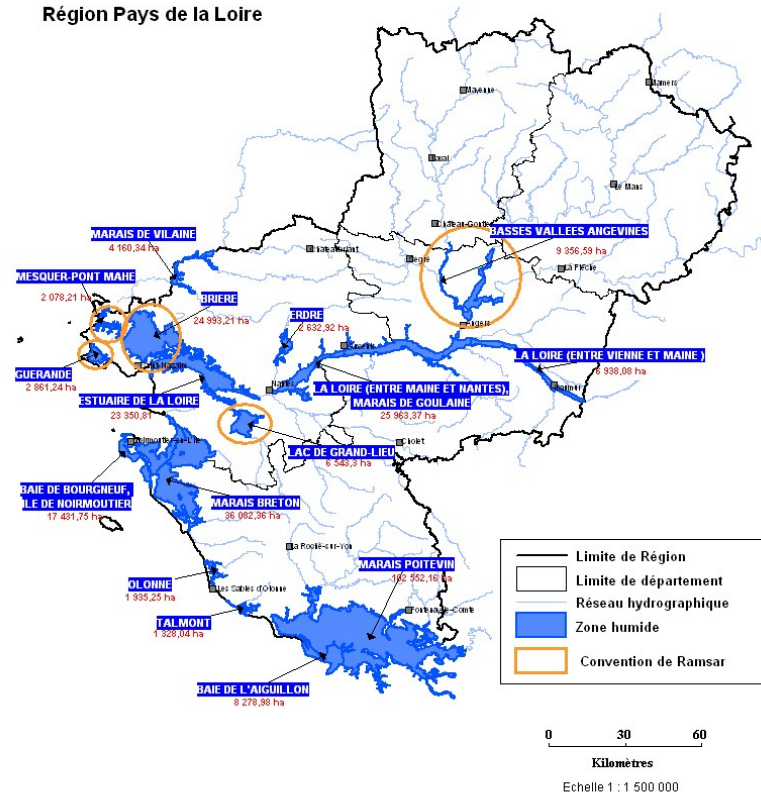 Région Pays de la Loire
Mamers
Mayenne
Laval
Le Mans
Château-Gontier
BASSES VALLEES ANGEVINES
9 356,59 ha
MARAIS DE VILAINE
4 160,34 ha
Segré
La Flèche
MESQUER-PONT MAHE
2 078,21 ha
BRIERE
24 993,21 ha
ERDRE
2 632,92 ha
Angers
Ancenis
LA LOIRE (ENTRE VIENNE ET MAINE )
6 938,08 ha
Saumur
GUERANDE
2 861,24 ha
Saint-Nazaire
Nantes
LA LOIRE (ENTRE MAINE ET NANTES),
MARAIS DE GOULAINE
25 963,37 ha
ESTUAIRE DE LA LOIRE
23 350,81
Cholet
LAC DE GRAND-LIEU
6 543,3 ha
BAIE DE BOURGNEUF,
ILE DE NOIRMOUTIER
17 431,75 ha
MARAIS BRETON
36 082,36 ha
La Roche-sur-Yon
MARAIS POITEVIN
102 552,16 ha
OLONNE
1 935,25 ha
Les Sables d'Olonne
TALMONT
1 328,04 ha
Fontenay-le-Comte
BAIE DE L'AIGUILLON
8 278,98 ha
Limite de Région
Limite de département
Réseau hydrographique
Zone humide
Convention de Ramsar
0 30 60
Kilomètres
Echelle 1 : 1 500 000